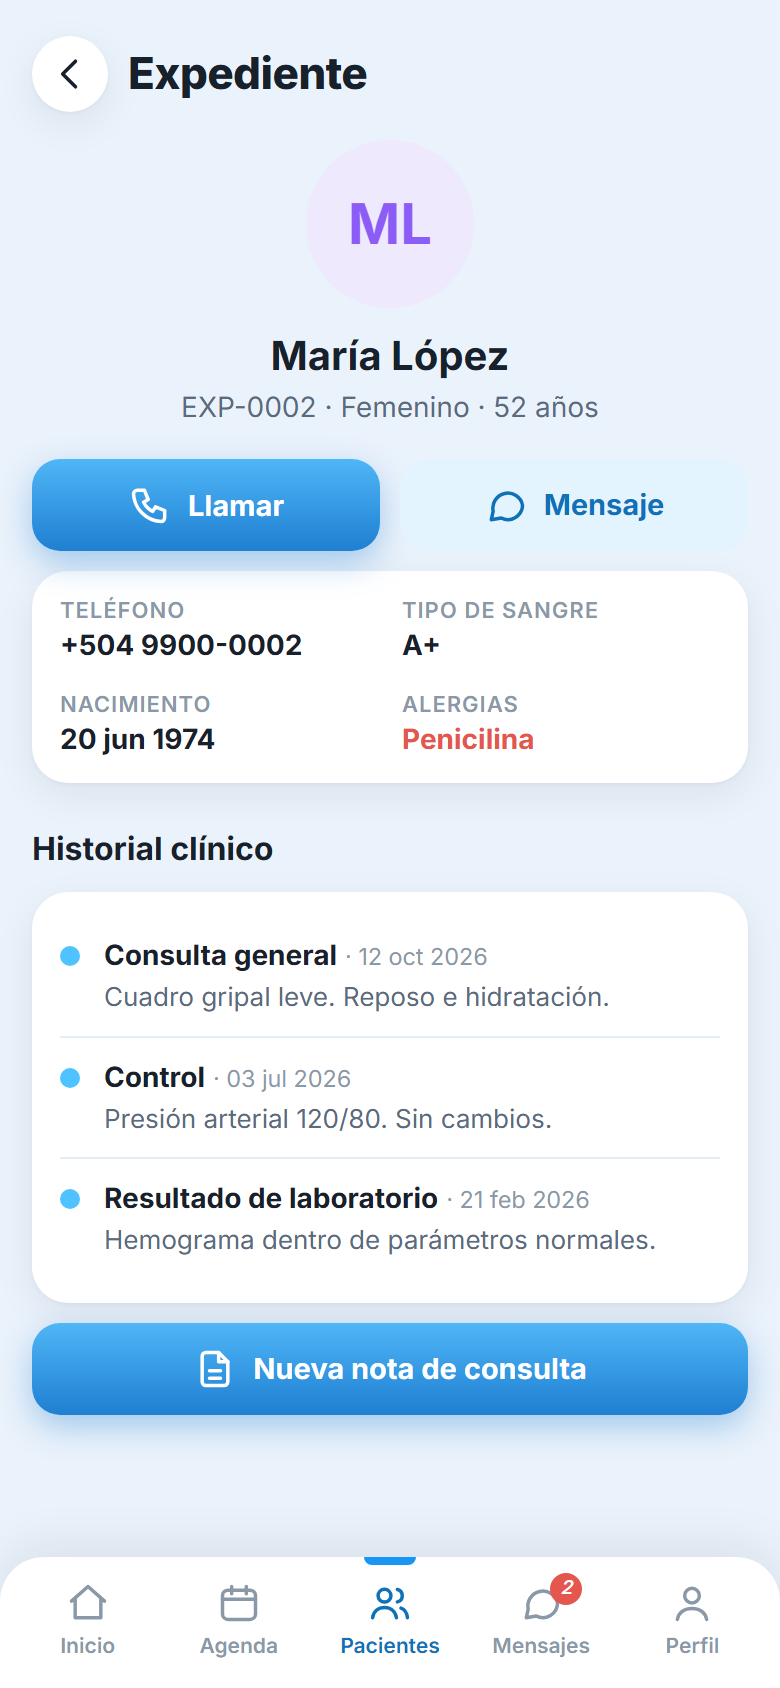 Expediente
ML
María López
EXP-0002 · Femenino · 52 años
Llamar
Mensaje
TELÉFONO
+504 9900-0002
TIPO DE SANGRE
A+
NACIMIENTO
20 jun 1974
ALERGIAS
Penicilina
Historial clínico
Consulta general · 12 oct 2026
Cuadro gripal leve. Reposo e hidratación.
Control · 03 jul 2026
Presión arterial 120/80. Sin cambios.
Resultado de laboratorio · 21 feb 2026
Hemograma dentro de parámetros normales.
Nueva nota de consulta
Inicio
Agenda
Pacientes
2
Mensajes
Perfil